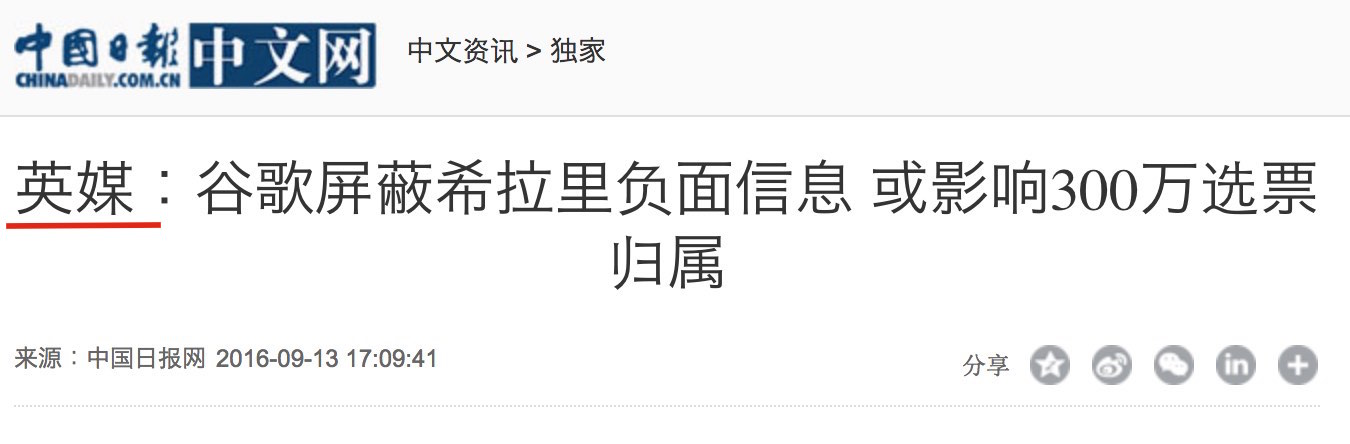 中國日報 中文网 中文资讯 > 独家
CHINADAILY.COM.CN
英媒：谷歌屏蔽希拉里负面信息 或影响300万选票
归属
来源：中国日报网 2016-09-13 17:09:41
分享